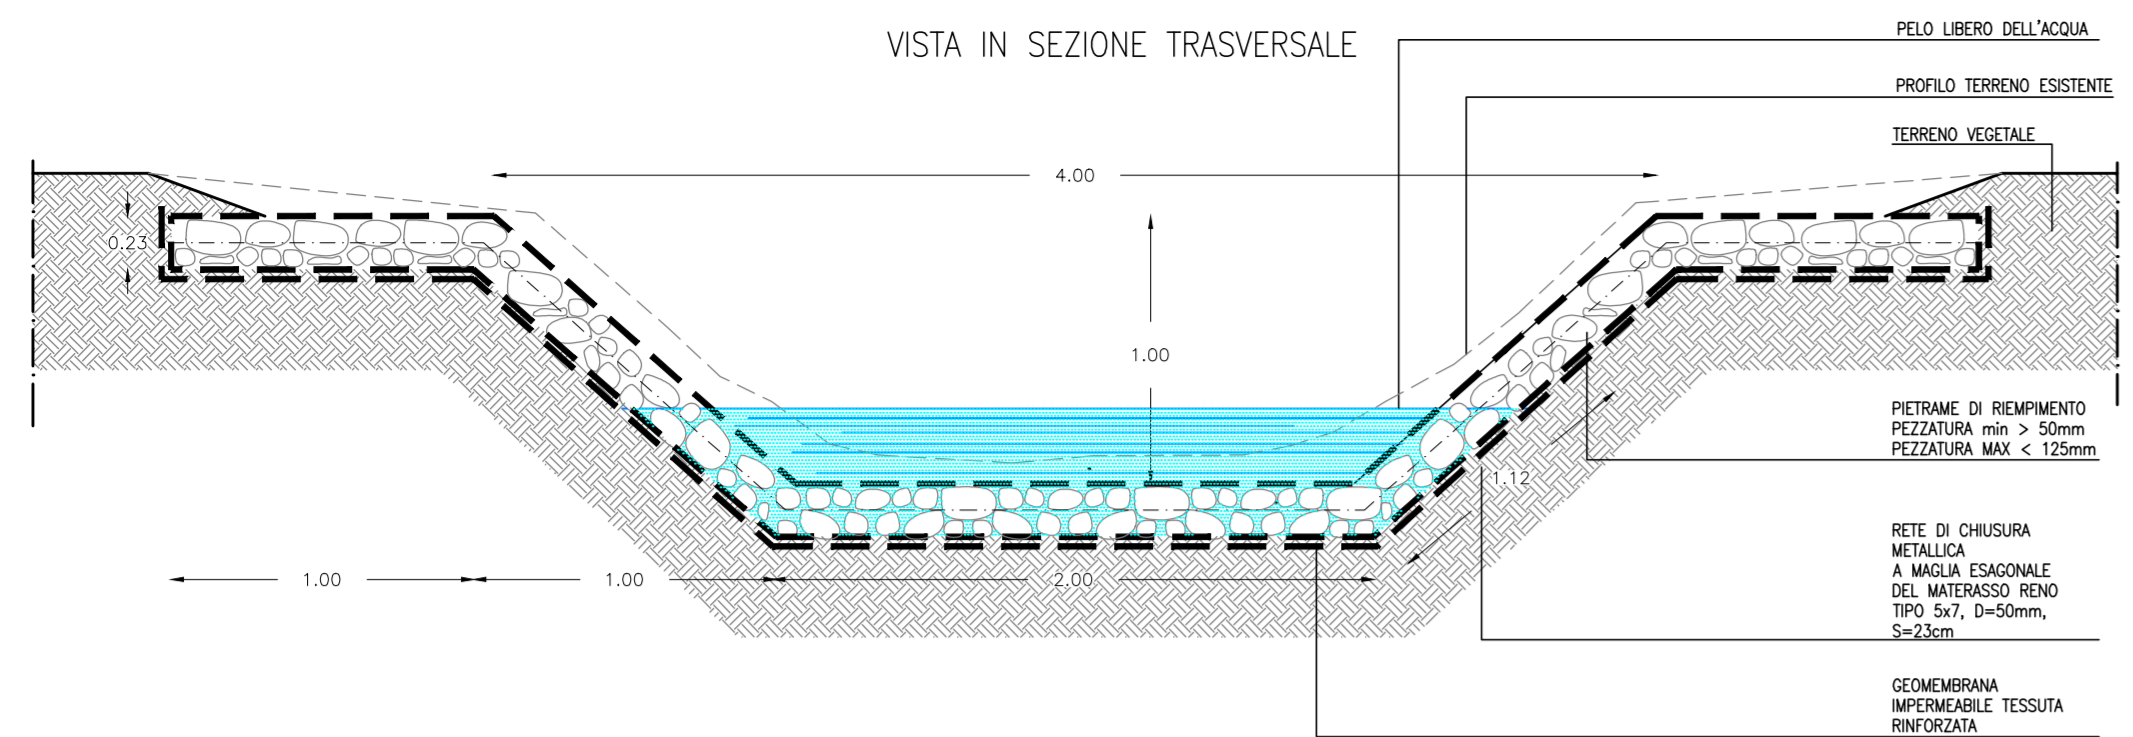 VISTA IN SEZIONE TRASVERSALE
PELO LIBERO DELL'ACQUA
PROFILO TERRENO ESISTENTE
TERRENO VEGETALE
4.00
0.23
1.00
PIETRAME DI RIEMPIMENTO
PEZZATURA min > 50mm
PEZZATURA MAX < 125mm
1.12
RETE DI CHIUSURA
METALLICA
A MAGLIA ESAGONALE
DEL MATERASSO RENO
TIPO 5x7, D=50mm,
S=23cm
1.00
1.00
2.00
GEOMEMBRANA
IMPERMEABILE TESSUTA
RINFORZATA